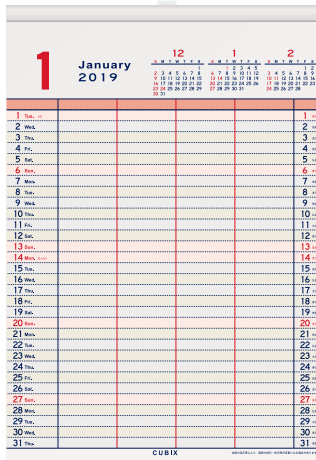 1
January
2019
12
S M T W T F S
1
2 3 4 5 6 7 8
9 10 11 12 13 14 15
16 17 18 19 20 21 22
23 24 25 26 27 28 29
30 31
1
S M T W T F S
1 2 3 4 5
6 7 8 9 10 11 12
13 14 15 16 17 18 19
20 21 22 23 24 25 26
27 28 29 30 31
2
S M T W T F S
1 2
3 4 5 6 7 8 9
10 11 12 13 14 15 16
17 18 19 20 21 22 23
24 25 26 27 28
1 Tue. 1
2 Wed. 2
3 Thu. 3
4 Fri. 4
5 Sat. 5
6 Sun. 6
7 Mon. 7
8 Tue. 8
9 Wed. 9
10 Thu. 10
11 Fri. 11
12 Sat. 12
13 Sun. 13
14 Mon. 14
15 Tue. 15
16 Wed. 16
17 Thu. 17
18 Fri. 18
19 Sat. 19
20 Sun. 20
21 Mon. 21
22 Tue. 22
23 Wed. 23
24 Thu. 24
25 Fri. 25
26 Sat. 26
27 Sun. 27
28 Mon. 28
29 Tue. 29
30 Wed. 30
31 Thu. 31
CUBIX